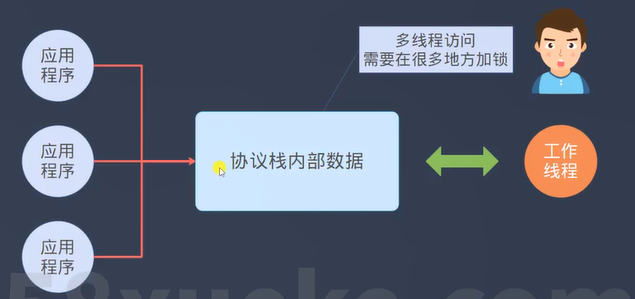 应用
程序
多线程访问
需要在很多地方加锁
应用
程序
协议栈内部数据
工作
线程
应用
程序